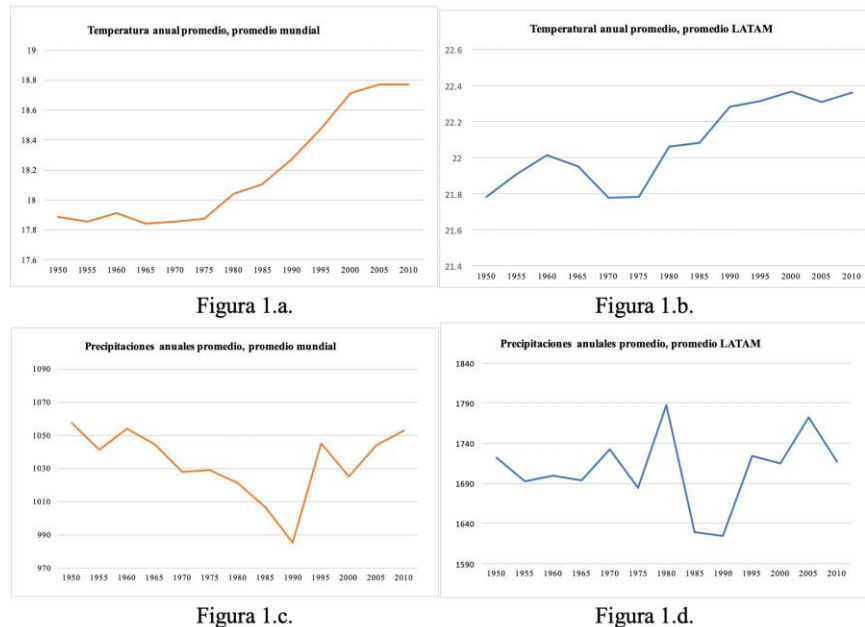 Temperatura anual promedio, promedio mundial
19
18.8
18.6
18.4
18.2
18
17.8
17.6
1950 1955 1960 1965 1970 1975 1980 1985 1990 1995 2000 2005 2010
Figura 1.a.
Temperatural anual promedio, promedio LATAM
22.6
22.4
22.2
22
21.8
21.6
21.4
1950 1955 1960 1965 1970 1975 1980 1985 1990 1995 2000 2005 2010
Figura 1.b.
Precipitaciones anuales promedio, promedio mundial
1090
1070
1050
1030
1010
990
970
1950 1955 1960 1965 1970 1975 1980 1985 1990 1995 2000 2005 2010
Figura 1.c.
Precipitaciones anulales promedio, promedio LATAM
1840
1790
1740
1690
1640
1590
1950 1955 1960 1965 1970 1975 1980 1985 1990 1995 2000 2005 2010
Figura 1.d.